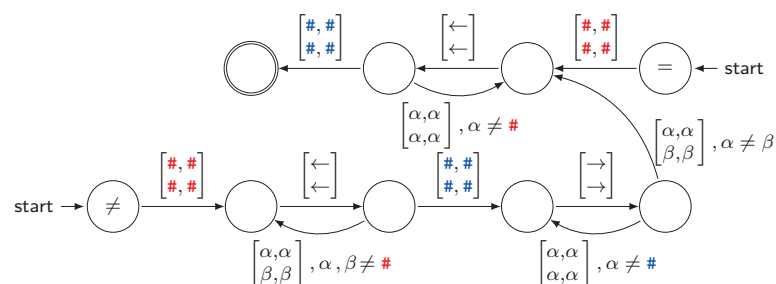 [#, #
#, #] [←
←] [#, #
#, #]
= start
[α,α
α,α] , α ≠ #
[α,α
β,β] , α ≠ β
[#, #
#, #] [←
←] [#, #
#, #] [→
→]
start ≠
[α,α
β,β] , α , β ≠ # [α,α
α,α] , α ≠ #